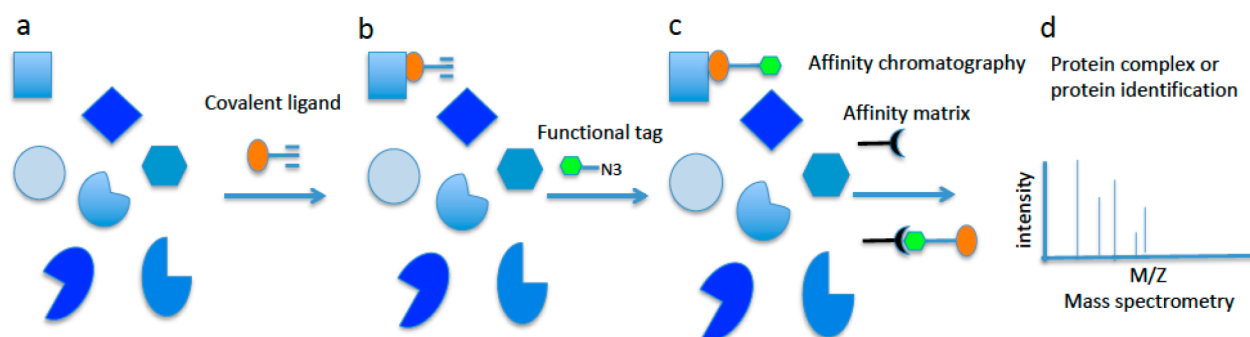 a
Covalent ligand
b
Functional tag
N3
c
Affinity chromatography
Affinity matrix
d
Protein complex or
protein identification
intensity
M/Z
Mass spectrometry